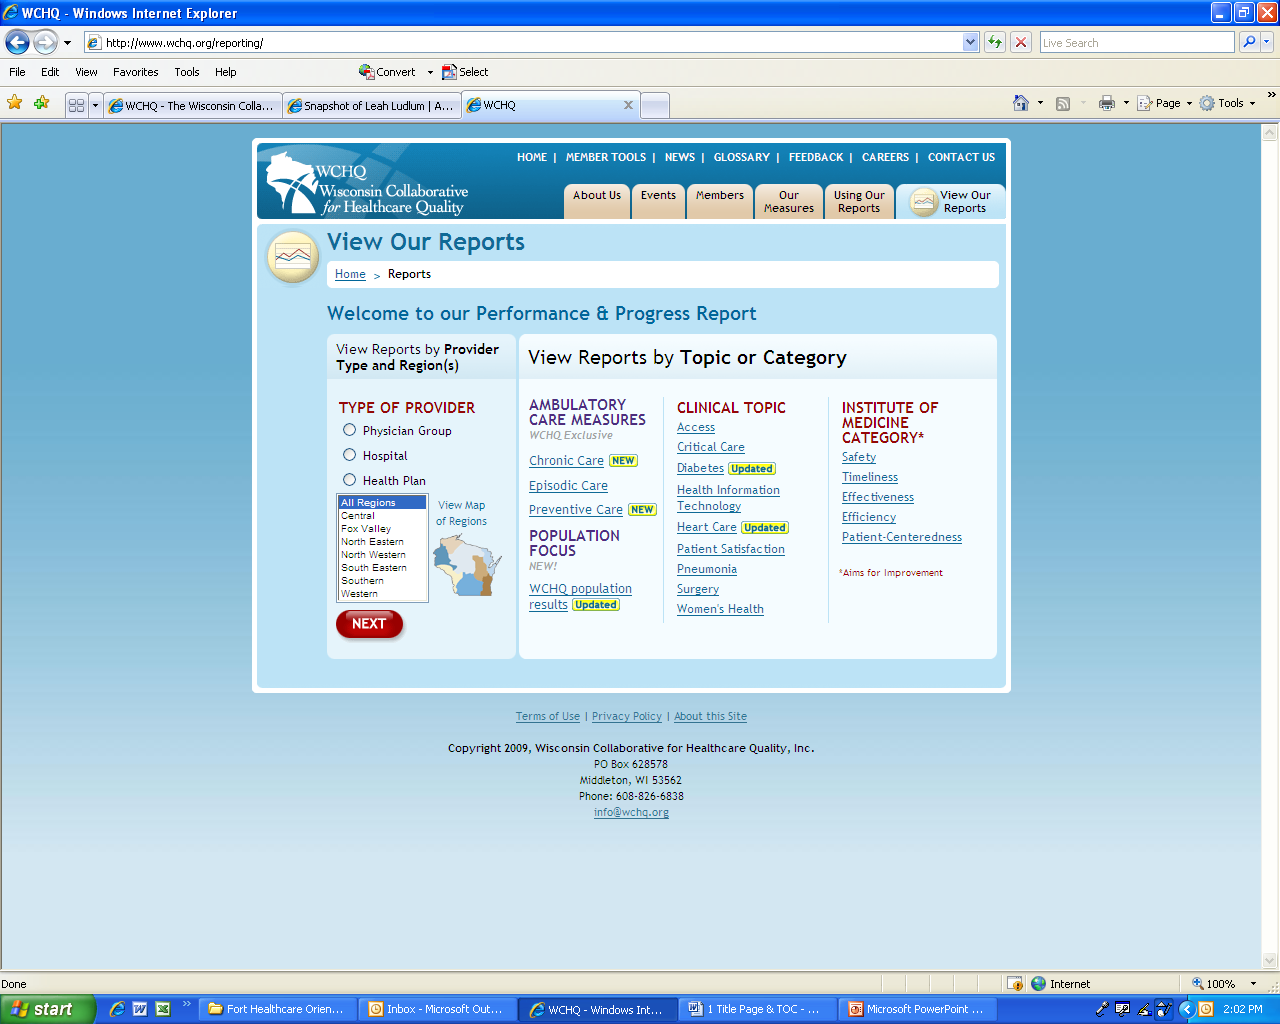 WCHQ - Windows Internet Explorer
http://www.wchq.org/reporting/
Live Search
File Edit View Favorites Tools Help
Convert Select
WCHQ - The Wisconsin Colla...
Snapshot of Leah Ludlum | A...
WCHQ
Page Tools
HOME | MEMBER TOOLS | NEWS | GLOSSARY | FEEDBACK | CAREERS | CONTACT US
WCHQ
Wisconsin Collaborative
for Healthcare Quality
About Us
Events
Members
Our
Measures
Using Our
Reports
View Our
Reports
View Our Reports
Home > Reports
Welcome to our Performance & Progress Report
View Reports by Provider
Type and Region(s)
TYPE OF PROVIDER
Physician Group
Hospital
Health Plan
All Regions
Central
Fox Valley
North Eastern
North Western
South Eastern
Southern
Western
View Map
of Regions
NEXT
View Reports by Topic or Category
AMBULATORY
CARE MEASURES
WCHQ Exclusive
Chronic Care NEW
Episodic Care
Preventive Care NEW
POPULATION
FOCUS
NEW!
WCHQ population
results Updated
CLINICAL TOPIC
Access
Critical Care
Diabetes Updated
Health Information
Technology
Heart Care Updated
Patient Satisfaction
Pneumonia
Surgery
Women's Health
INSTITUTE OF
MEDICINE
CATEGORY*
Safety
Timeliness
Effectiveness
Efficiency
Patient-Centeredness
*Aims for Improvement
Terms of Use | Privacy Policy | About this Site
Copyright 2009, Wisconsin Collaborative for Healthcare Quality, Inc.
PO Box 628578
Middleton, WI 53562
Phone: 608-826-6838
info@wchq.org
Done
Internet
100%
start
Fort Healthcare Orien...
Inbox - Microsoft Out...
WCHQ - Windows Int...
1 Title Page & TOC - ...
Microsoft PowerPoint ...
2:02 PM